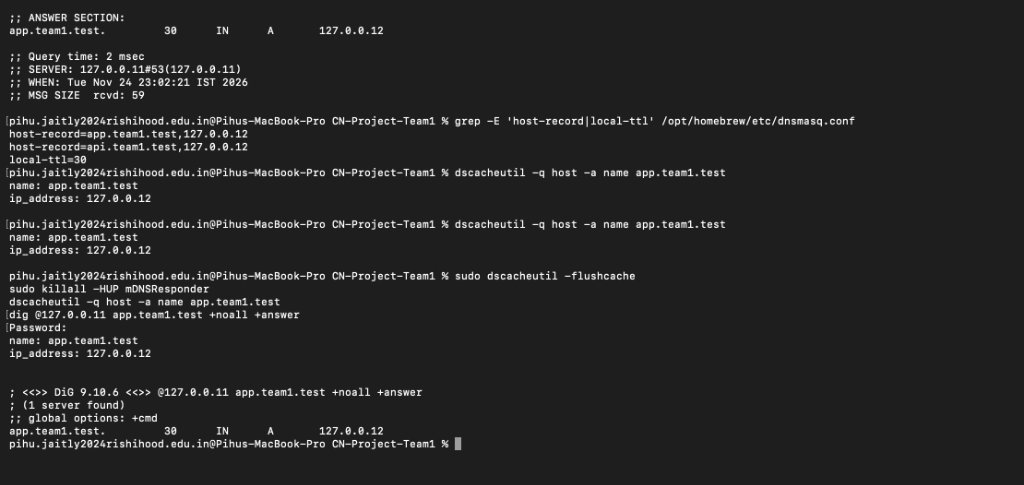 ;; ANSWER SECTION:
app.team1.test. 30 IN A 127.0.0.12
;; Query time: 2 msec
;; SERVER: 127.0.0.11#53(127.0.0.11)
;; WHEN: Tue Nov 24 23:02:21 IST 2026
;; MSG SIZE rcvd: 59
[pihu.jaitly2024rishihood.edu.in@Pihus-MacBook-Pro CN-Project-Team1 % grep -E 'host-record|local-ttl' /opt/homebrew/etc/dnsmasq.conf
host-record=app.team1.test,127.0.0.12
host-record=api.team1.test,127.0.0.12
local-ttl=30
[pihu.jaitly2024rishihood.edu.in@Pihus-MacBook-Pro CN-Project-Team1 % dscacheutil -q host -a name app.team1.test
name: app.team1.test
ip_address: 127.0.0.12
[pihu.jaitly2024rishihood.edu.in@Pihus-MacBook-Pro CN-Project-Team1 % dscacheutil -q host -a name app.team1.test
name: app.team1.test
ip_address: 127.0.0.12
pihu.jaitly2024rishihood.edu.in@Pihus-MacBook-Pro CN-Project-Team1 % sudo dscacheutil -flushcache
sudo killall -HUP mDNSResponder
dscacheutil -q host -a name app.team1.test
[dig @127.0.0.11 app.team1.test +noall +answer
[Password:
name: app.team1.test
ip_address: 127.0.0.12
; <<>> DiG 9.10.6 <<>> @127.0.0.11 app.team1.test +noall +answer
; (1 server found)
;; global options: +cmd
app.team1.test. 30 IN A 127.0.0.12
pihu.jaitly2024rishihood.edu.in@Pihus-MacBook-Pro CN-Project-Team1 %